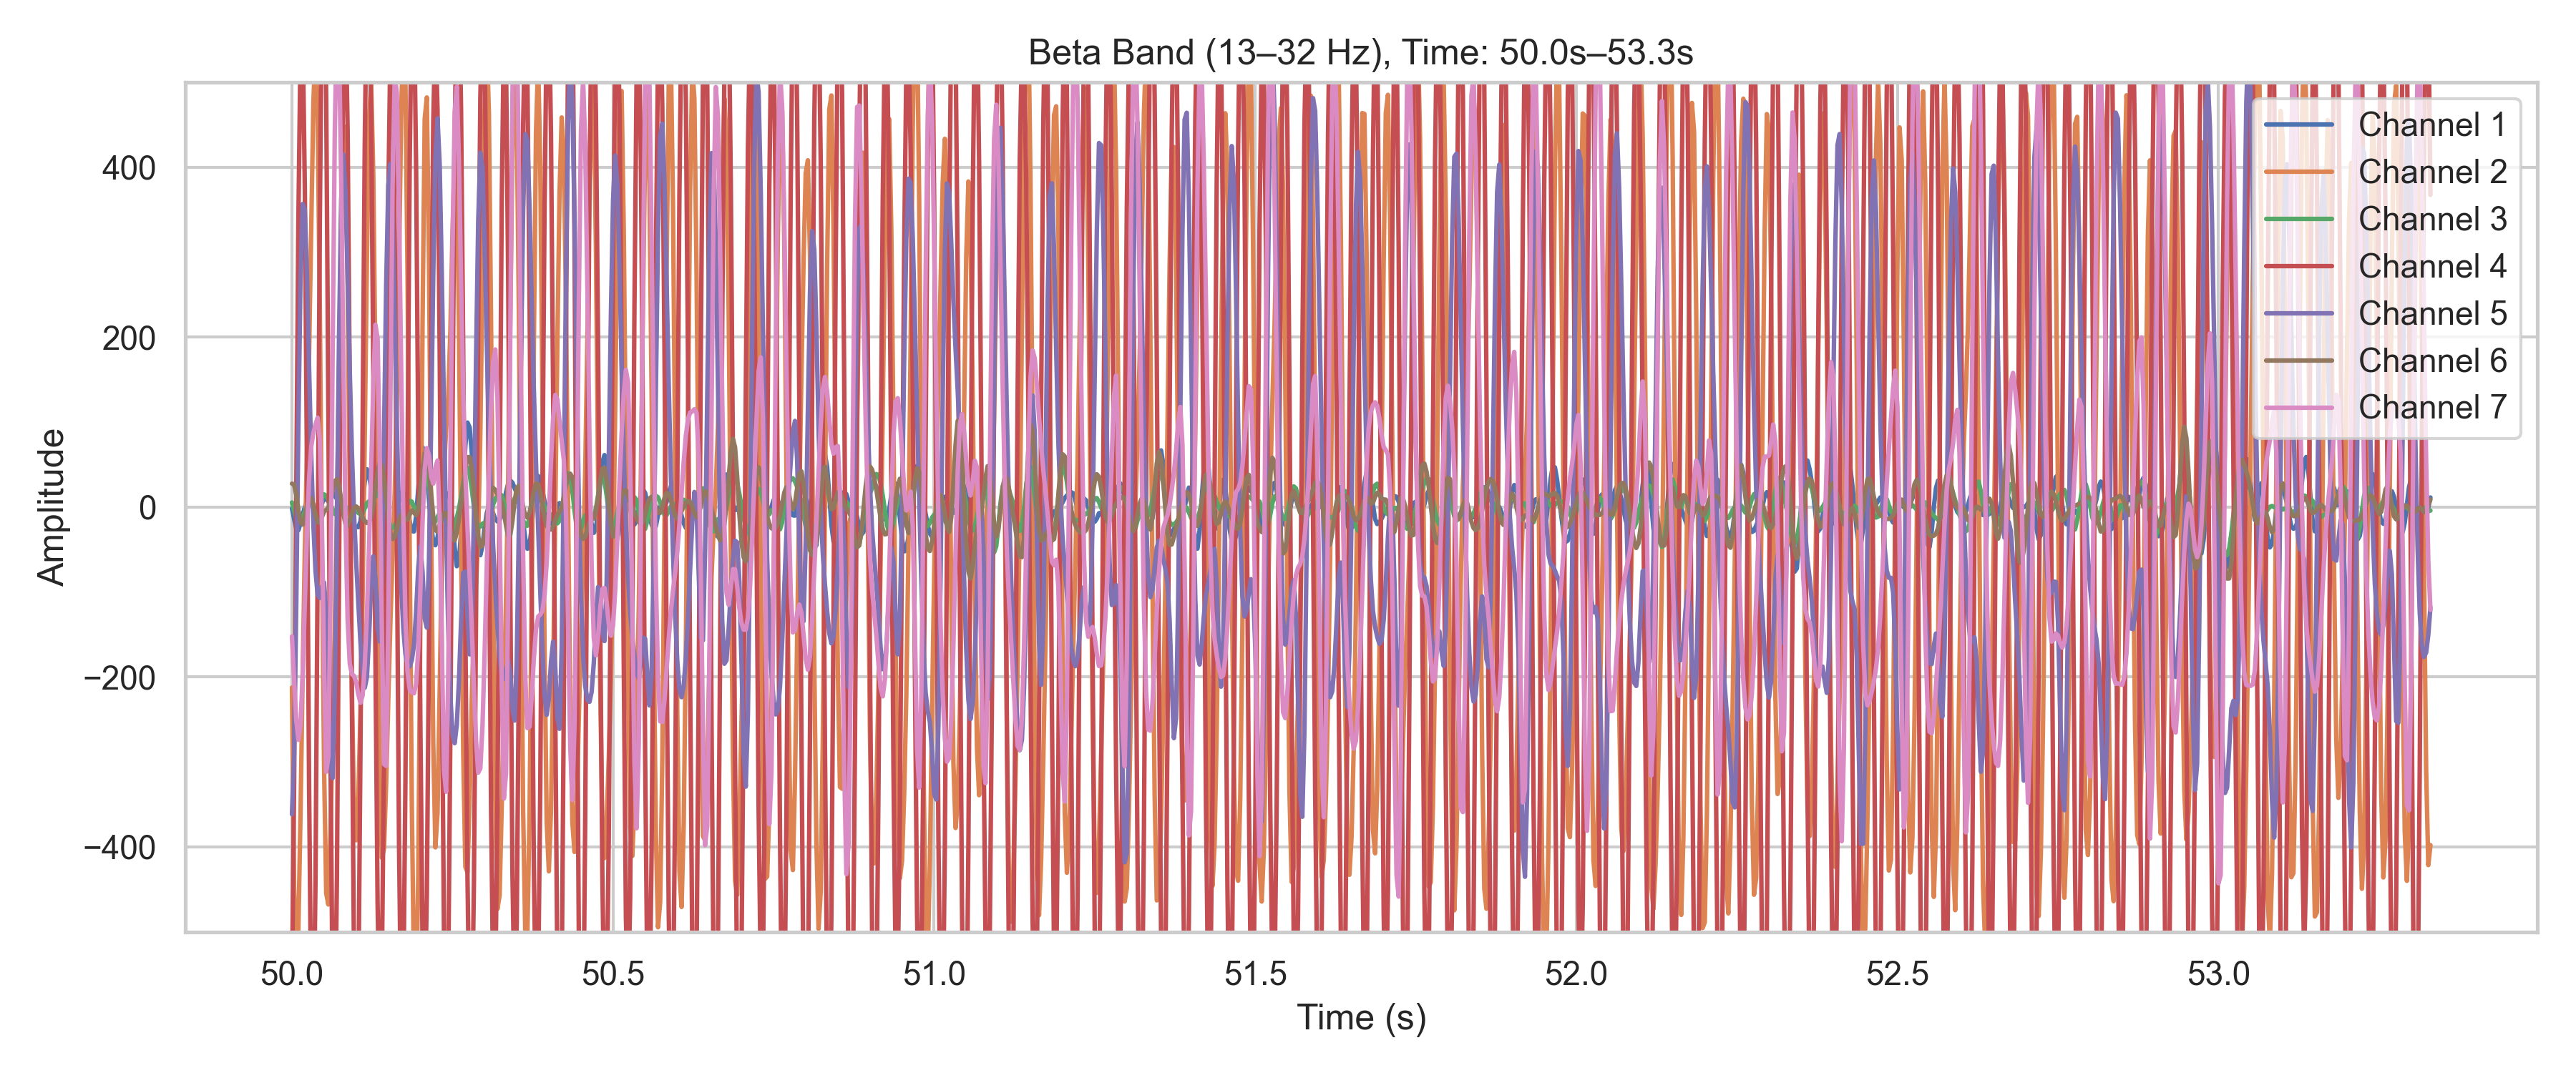 Beta Band (13–32 Hz), Time: 50.0s–53.3s
Amplitude
400
200
0
−200
−400
50.0 50.5 51.0 51.5 52.0 52.5 53.0
Time (s)
Channel 1
Channel 2
Channel 3
Channel 4
Channel 5
Channel 6
Channel 7